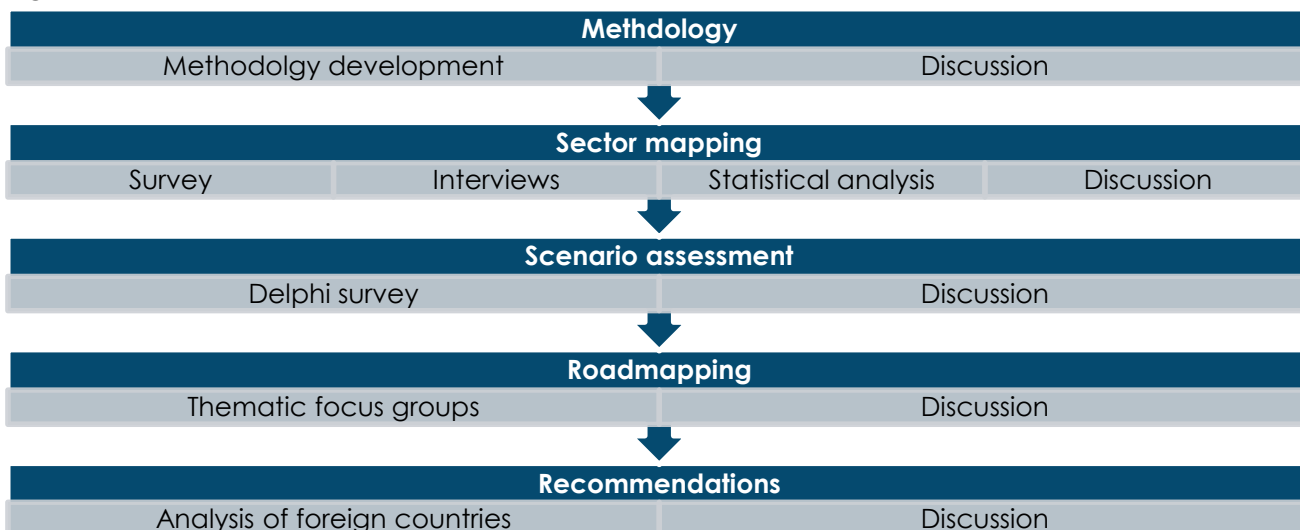 Methdology
Methodolgy development Discussion
Sector mapping
Survey Interviews Statistical analysis Discussion
Scenario assessment
Delphi survey Discussion
Roadmapping
Thematic focus groups Discussion
Recommendations
Analysis of foreign countries Discussion